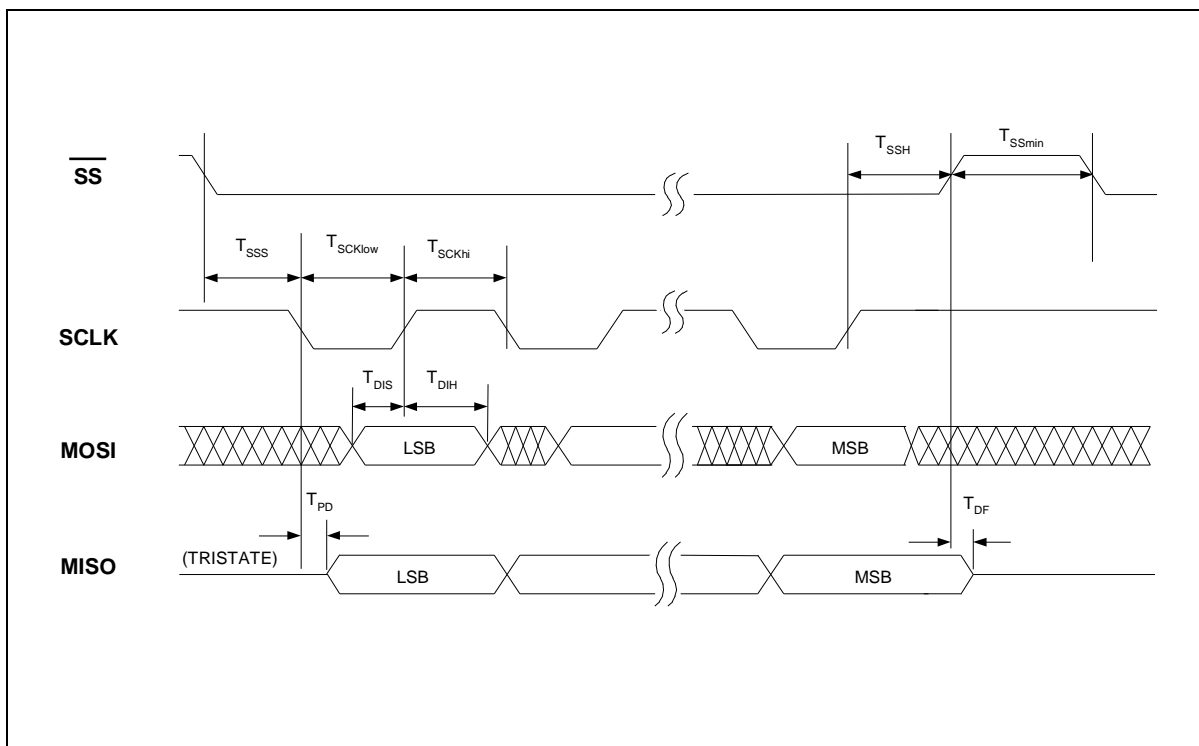 T_SSH
T_SSmin
SS
T_SSS
T_SCKlow
T_SCKhi
SCLK
T_DIS
T_DIH
MOSI
LSB
MSB
T_PD
T_DF
(TRISTATE)
MISO
LSB
MSB